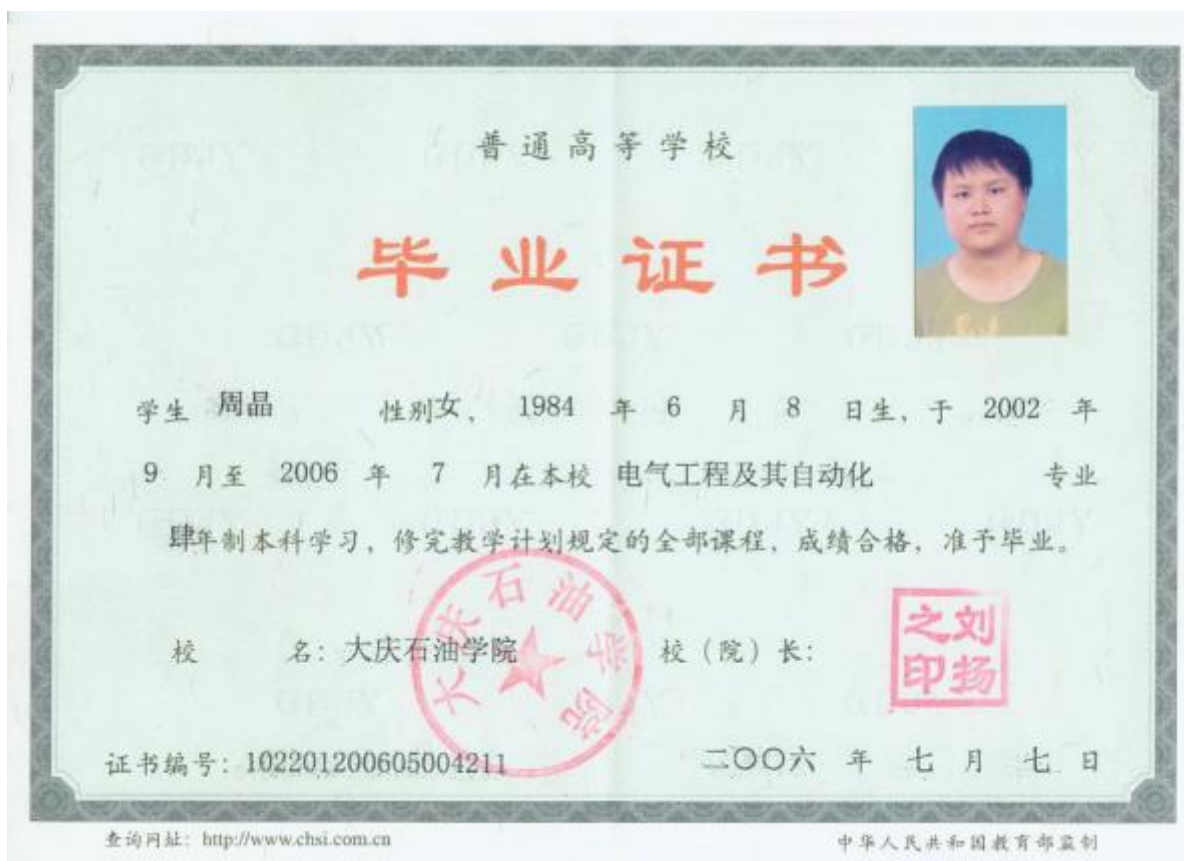 普通高等学校
毕业证书
学生 周晶 性别女, 1984 年 6 月 8 日生, 于 2002 年
9 月至 2006 年 7 月在本校 电气工程及其自动化 专业
肆年制本科学习, 修完教学计划规定的全部课程, 成绩合格, 准予毕业。
校 名: 大庆石油学院 校 (院) 长:
大庆石油学院
刘扬之印
证书编号: 102201200605004211 二〇〇六 年 七 月 七 日
查询网址: http://www.chsi.com.cn 中华人民共和国教育部监制